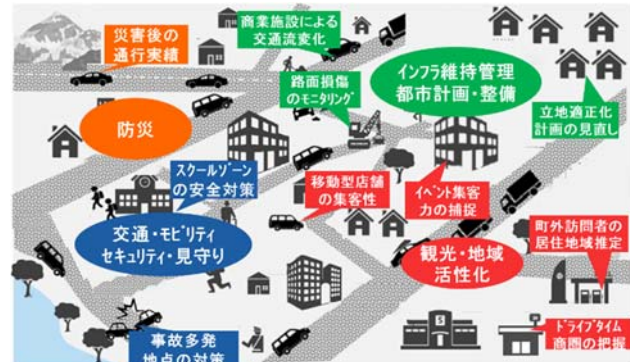 災害後の
通行実績
商業施設による
交通流変化
路面損傷
のモニタリング
インフラ維持管理
都市計画・整備
立地適正化
計画の見直し
防災
スクールゾーン
の安全対策
移動型店舗
の集客性
イベント集客
力の捕捉
町外訪問者の
居住地域推定
交通・モビリティ
セキュリティ・見守り
観光・地域
活性化
事故多発
地点の対策
ドライブタイム
商圏の把握